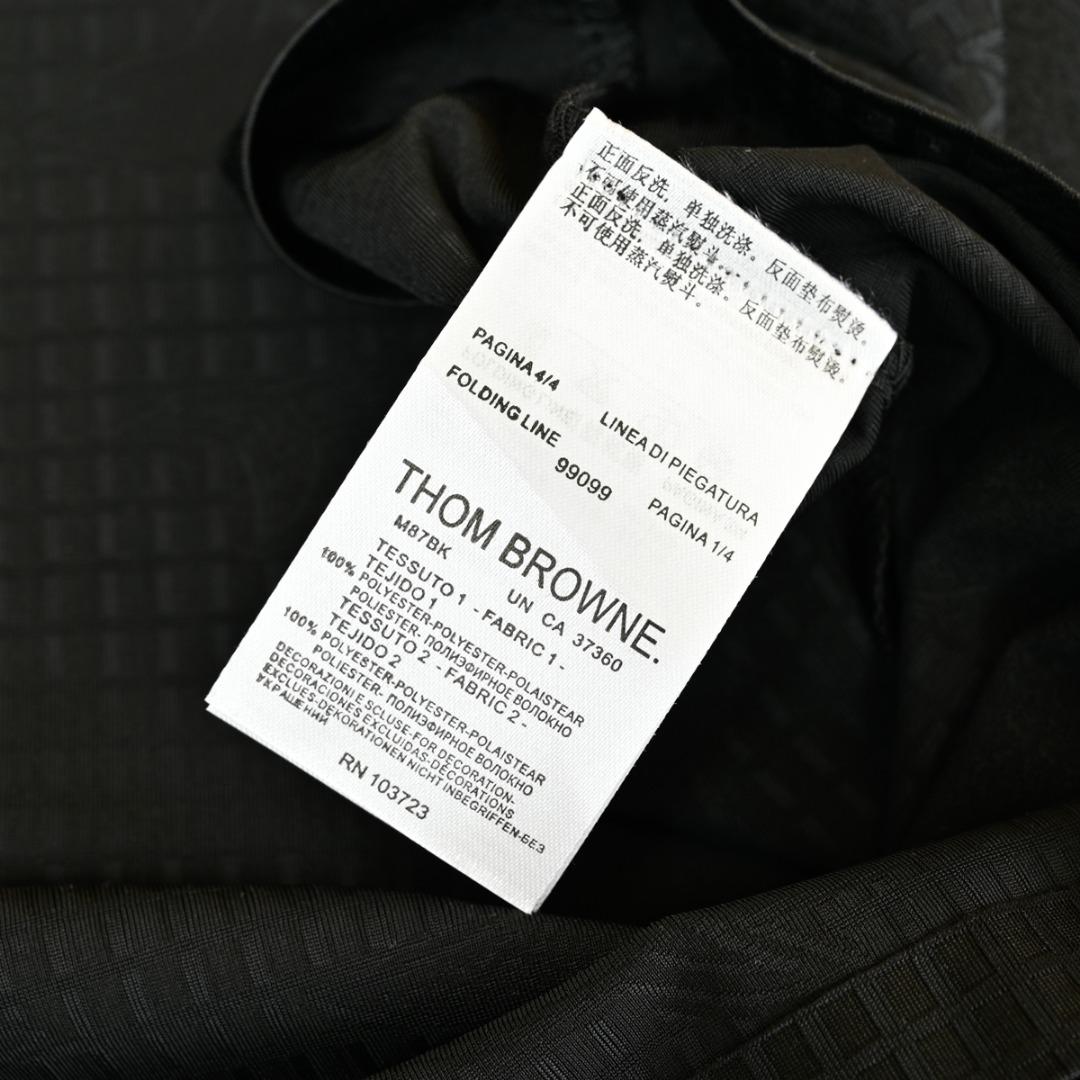 正面反洗，单独洗涤。反面垫布熨烫。
不可使用蒸汽熨斗。
正面反洗，单独洗涤。反面垫布熨烫。
不可使用蒸汽熨斗。
PAGINA 4/4 LINEA DI PIEGATURA
FOLDING LINE 99099 PAGINA 1/4
THOM BROWNE.
M87BK UN CA 37360
TESSUTO 1 - FABRIC 1 -
TEJIDO 1
100% POLYESTER-POLYESTER-POLAISTEAR
POLIESTER- ПОЛИЭФИРНОЕ ВОЛОКНО
TESSUTO 2 - FABRIC 2 -
TEJIDO 2
100% POLYESTER-POLYESTER-POLAISTEAR
POLIESTER- ПОЛИЭФИРНОЕ ВОЛОКНО
DECORAZIONI ESCLUSE-FOR DECORATION-
DECORACIONES EXCLUIDAS-DÉCORATIONS
EXCLUES-DEKORATIONEN NICHT INBEGRIFFEN-БЕЗ
УКРАШЕНИЙ
RN 103723